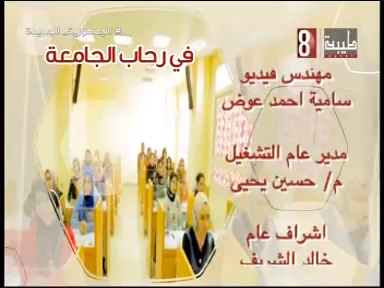 #الجمهورية_الجديدة
طيبة 8
في رحاب الجامعة
مهندس فيديو
سامية احمد عوض
مدير عام التشغيل
م/ حسين يحيى
اشراف عام
خالد الشريف